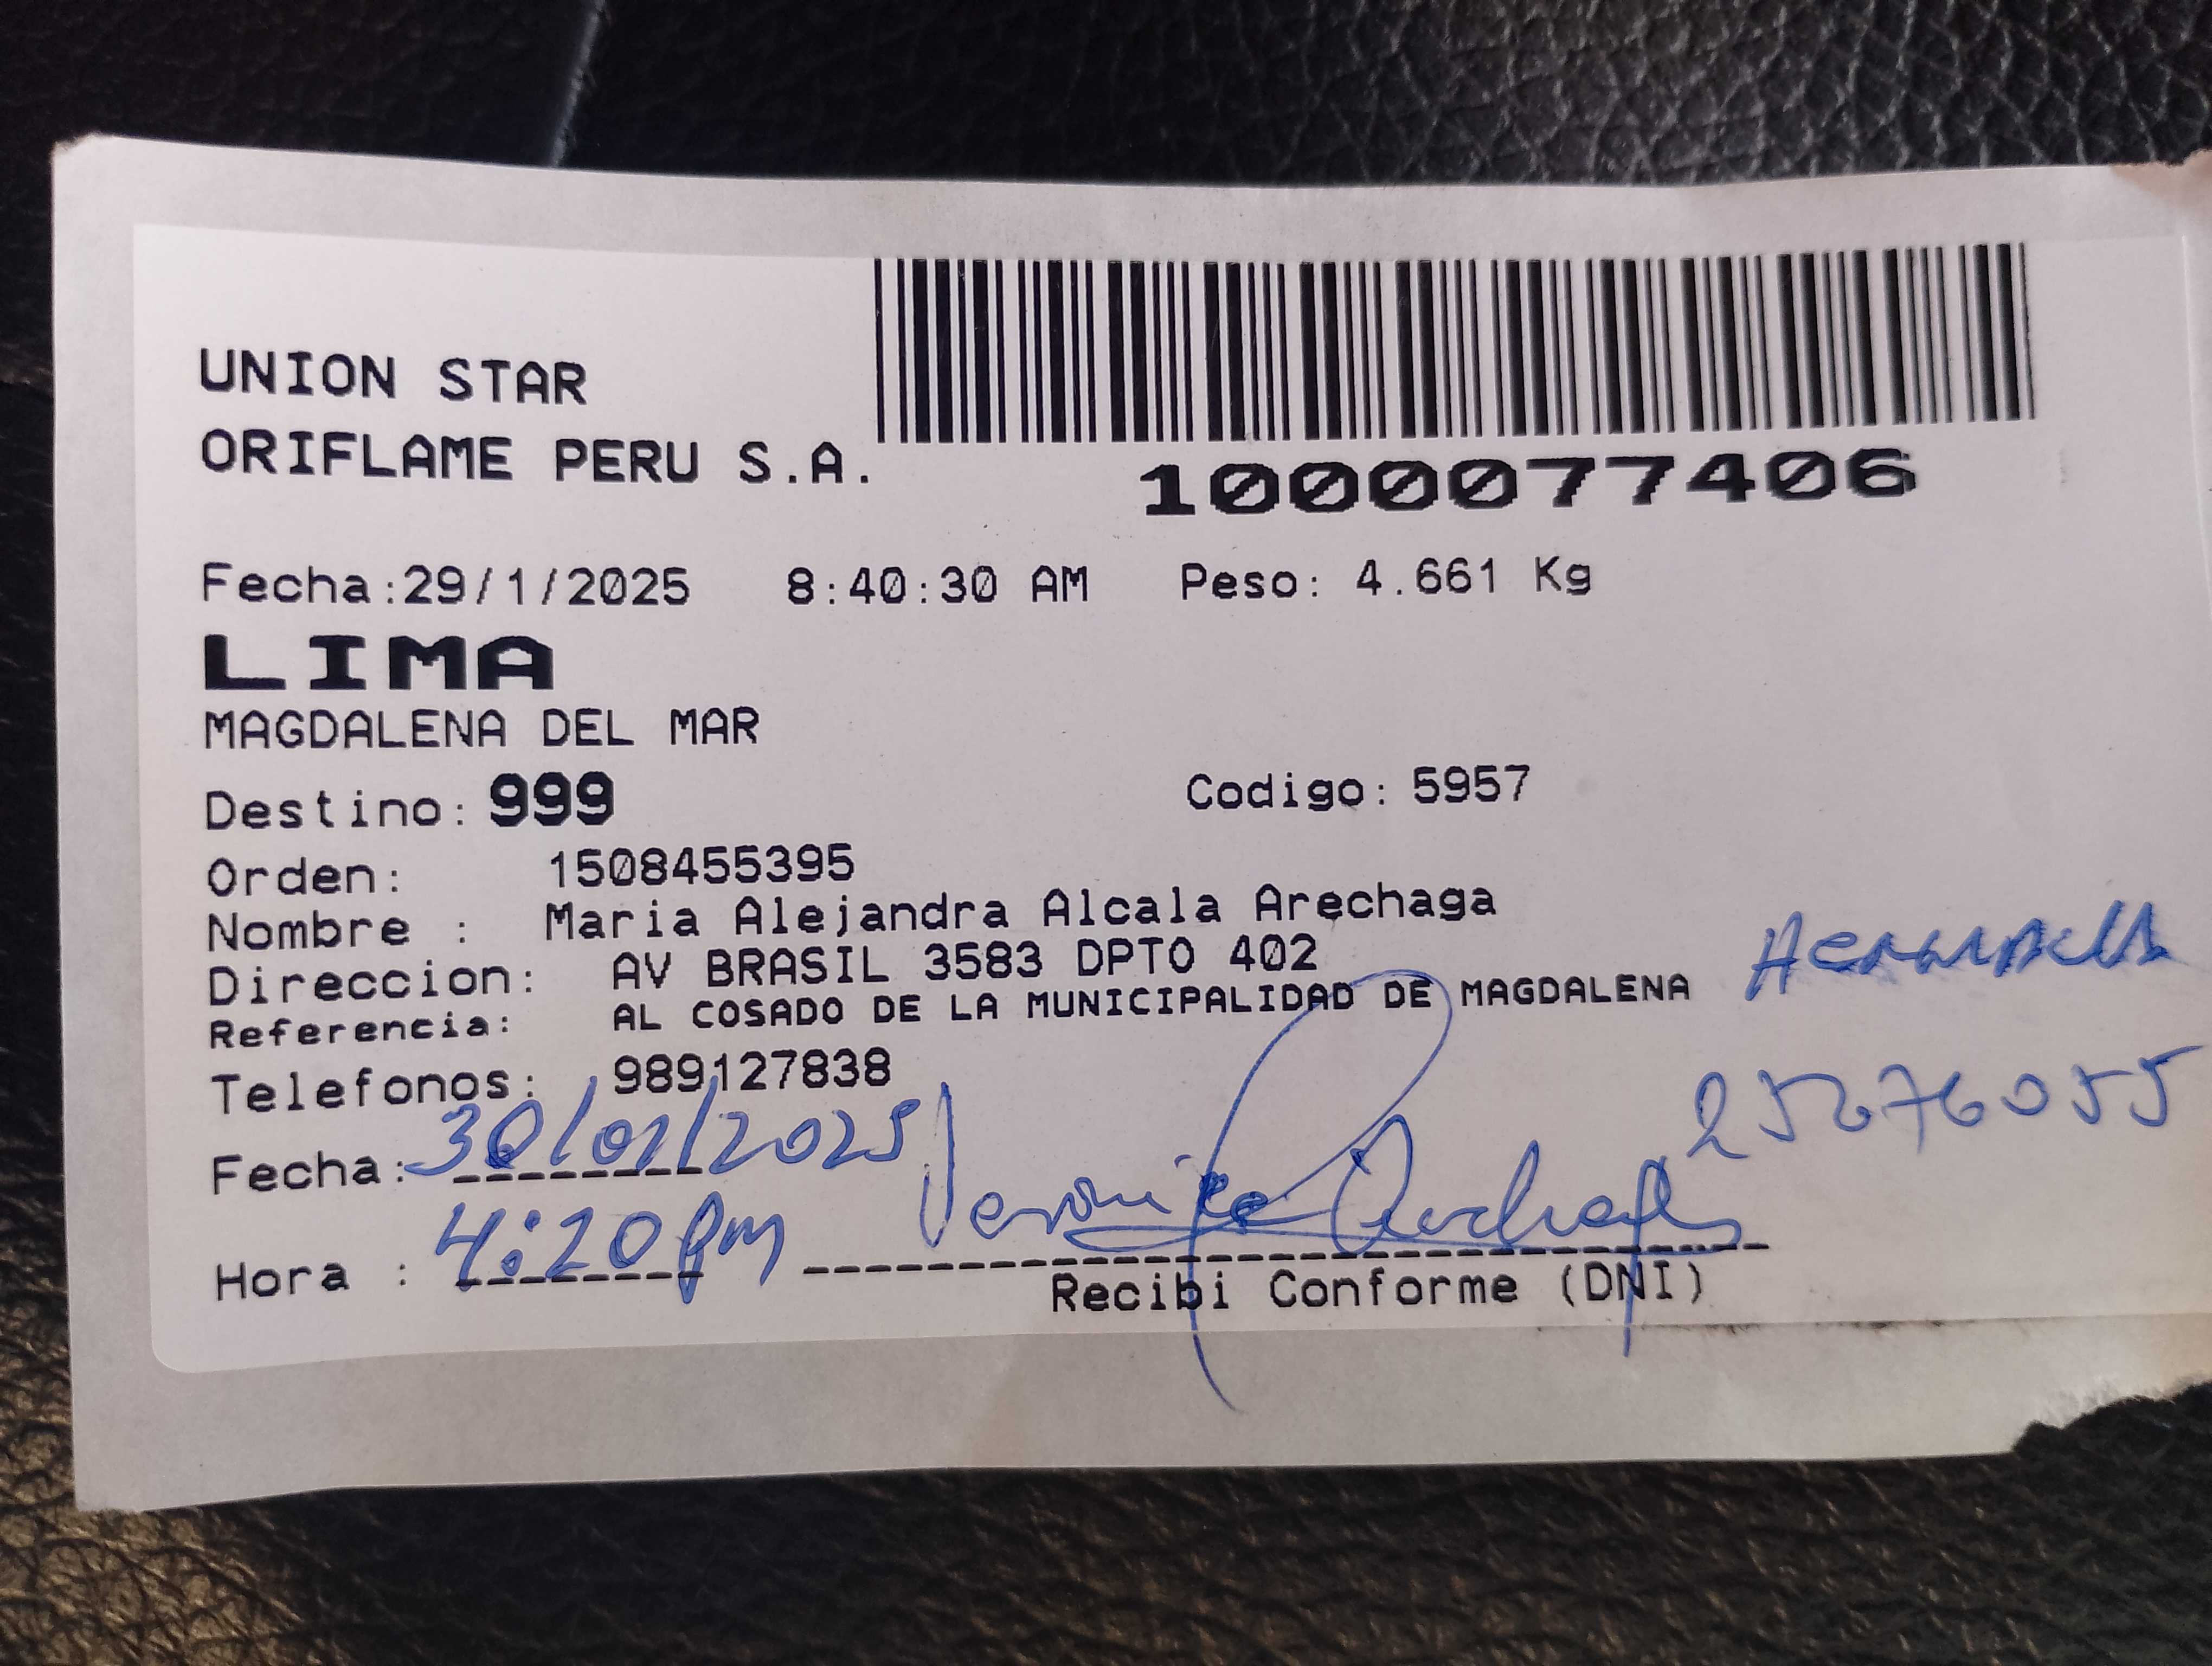 UNION STAR
ORIFLAME PERU S.A.
1000077406
Fecha:29/1/2025 8:40:30 AM Peso: 4.661 Kg
LIMA
MAGDALENA DEL MAR
Destino: 999 Codigo: 5957
Orden: 1508455395
Nombre : Maria Alejandra Alcala Arechaga
Direccion: AV BRASIL 3583 DPTO 402
Referencia: AL COSADO DE LA MUNICIPALIDAD DE MAGDALENA
Telefonos: 989127838
Fecha: 30/01/2025
Hora : 4:20 pm
Recibi Conforme (DNI)